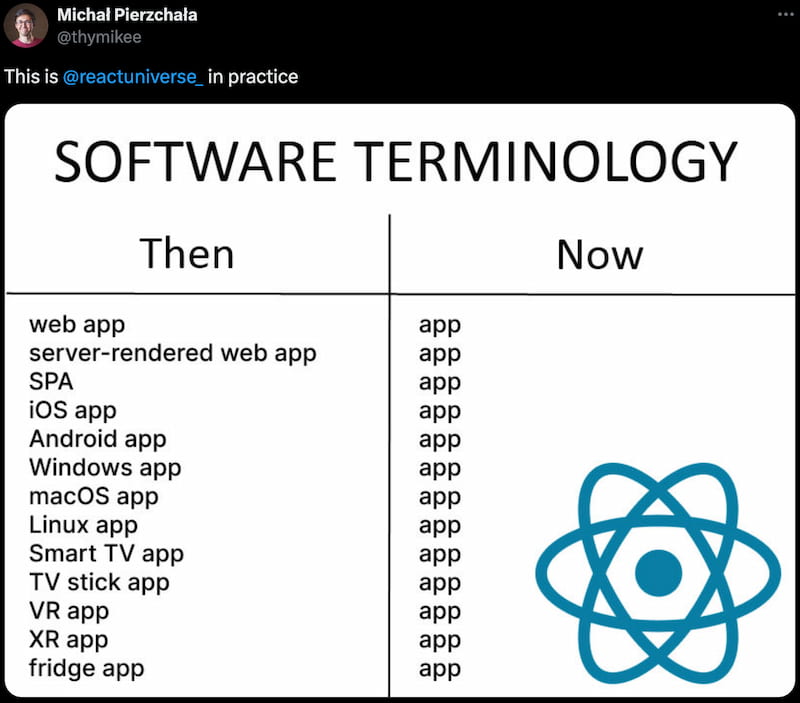 Michał Pierzchała
@thymikee
This is @reactuniverse_ in practice
SOFTWARE TERMINOLOGY
Then Now
web app app
server-rendered web app app
SPA app
iOS app app
Android app app
Windows app app
macOS app app
Linux app app
Smart TV app app
TV stick app app
VR app app
XR app app
fridge app app